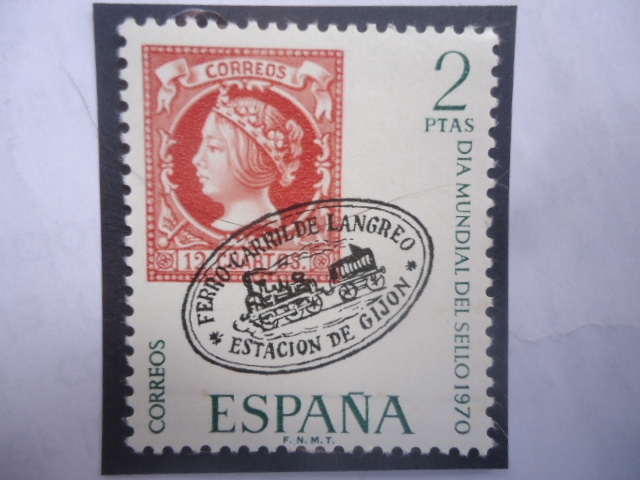 CORREOS
12 CUARTOS.
2
PTAS
DIA MUNDIAL DEL SELLO 1970
FERRO-CARRIL DE LANGREO
* ESTACION DE GIJON *
CORREOS
ESPAÑA
F. N. M. T.